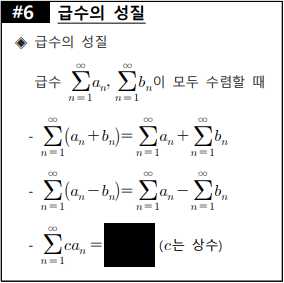 #6 급수의 성질
◈ 급수의 성질
급수 $\sum_{n=1}^{\infty} a_n$, $\sum_{n=1}^{\infty} b_n$이 모두 수렴할 때
- $\sum_{n=1}^{\infty} (a_n + b_n) = \sum_{n=1}^{\infty} a_n + \sum_{n=1}^{\infty} b_n$
- $\sum_{n=1}^{\infty} (a_n - b_n) = \sum_{n=1}^{\infty} a_n - \sum_{n=1}^{\infty} b_n$
- $\sum_{n=1}^{\infty} ca_n =$ (c는 상수)